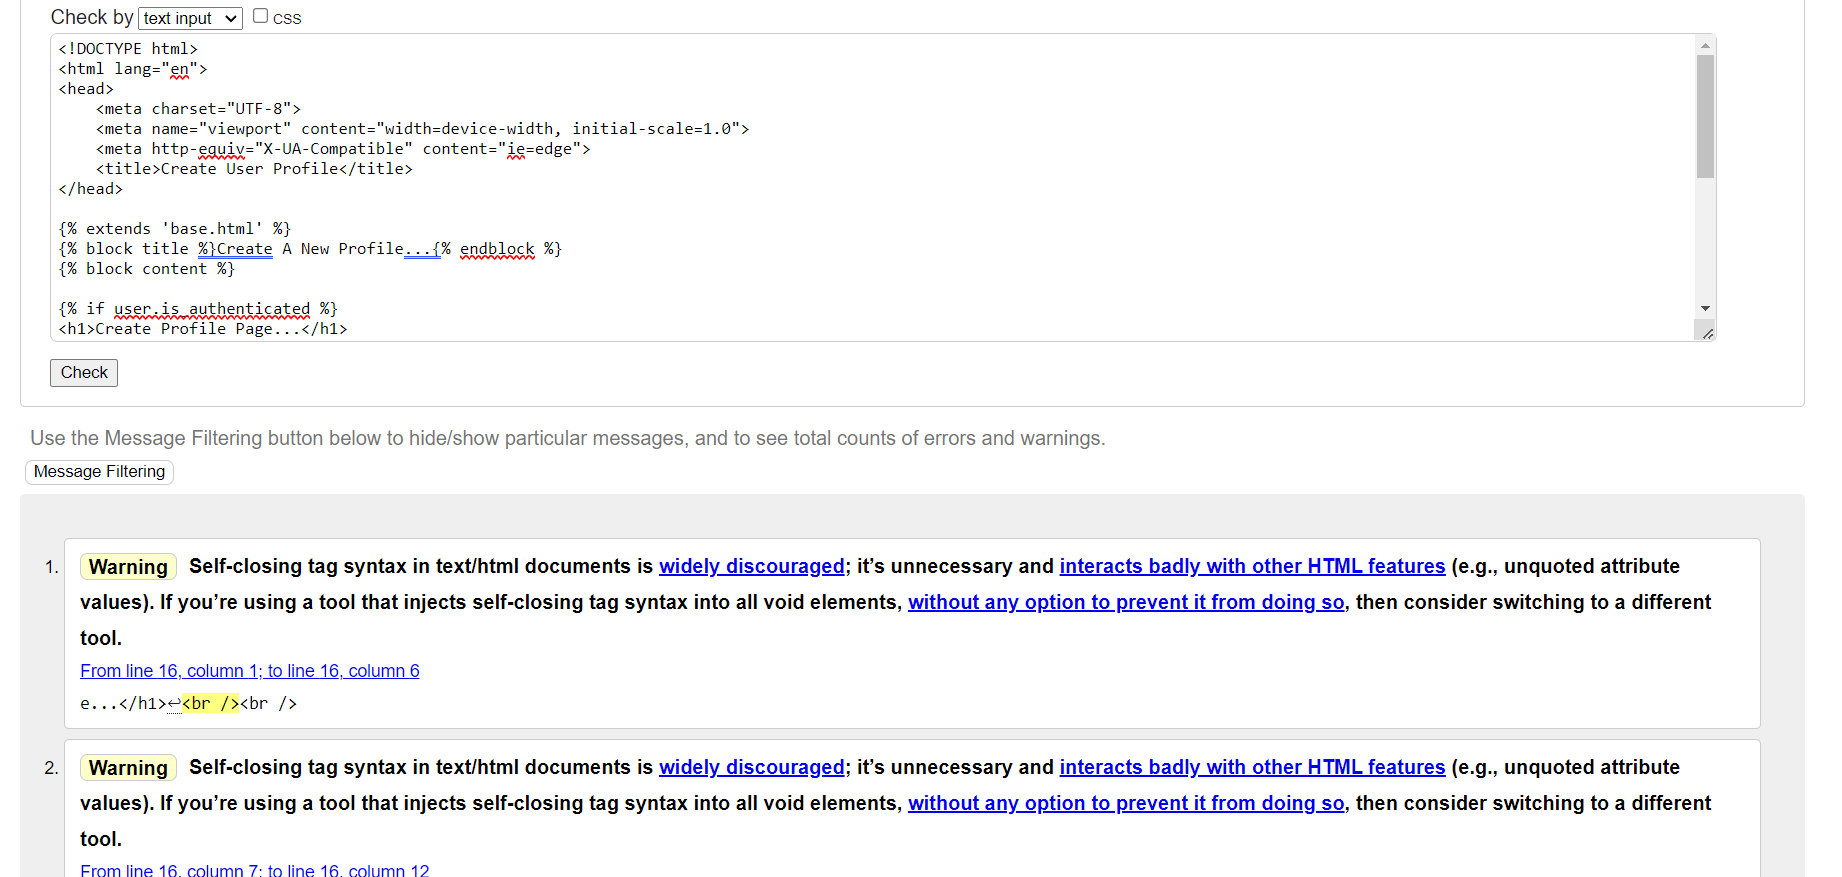 Check by text input CSS
<!DOCTYPE html>
<html lang="en">
<head>
    <meta charset="UTF-8">
    <meta name="viewport" content="width=device-width, initial-scale=1.0">
    <meta http-equiv="X-UA-Compatible" content="ie=edge">
    <title>Create User Profile</title>
</head>
{% extends 'base.html' %}
{% block title %}Create A New Profile...{% endblock %}
{% block content %}
{% if user.is_authenticated %}
<h1>Create Profile Page...</h1>
Check
Use the Message Filtering button below to hide/show particular messages, and to see total counts of errors and warnings.
Message Filtering
1. Warning Self-closing tag syntax in text/html documents is widely discouraged; it’s unnecessary and interacts badly with other HTML features (e.g., unquoted attribute
values). If you’re using a tool that injects self-closing tag syntax into all void elements, without any option to prevent it from doing so, then consider switching to a different
tool.
From line 16, column 1; to line 16, column 6
e...</h1>↩<br /><br />
2. Warning Self-closing tag syntax in text/html documents is widely discouraged; it’s unnecessary and interacts badly with other HTML features (e.g., unquoted attribute
values). If you’re using a tool that injects self-closing tag syntax into all void elements, without any option to prevent it from doing so, then consider switching to a different
tool.
From line 16, column 7; to line 16, column 12